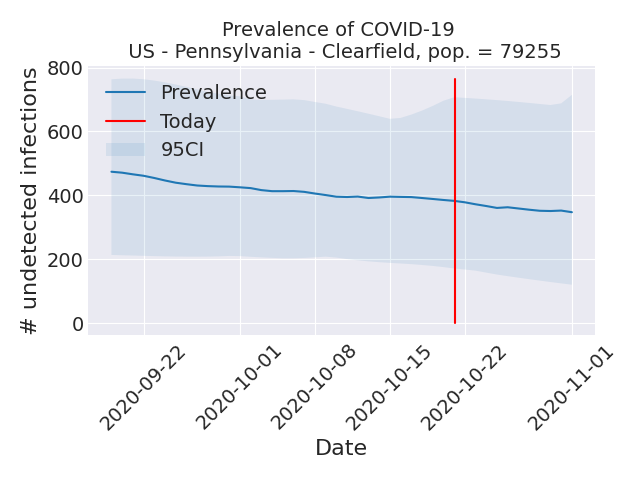 Prevalence of COVID-19
US - Pennsylvania - Clearfield, pop. = 79255
# undetected infections
800
600
400
200
0
Prevalence
Today
95CI
2020-09-22
2020-10-01
2020-10-08
2020-10-15
2020-10-22
2020-11-01
Date